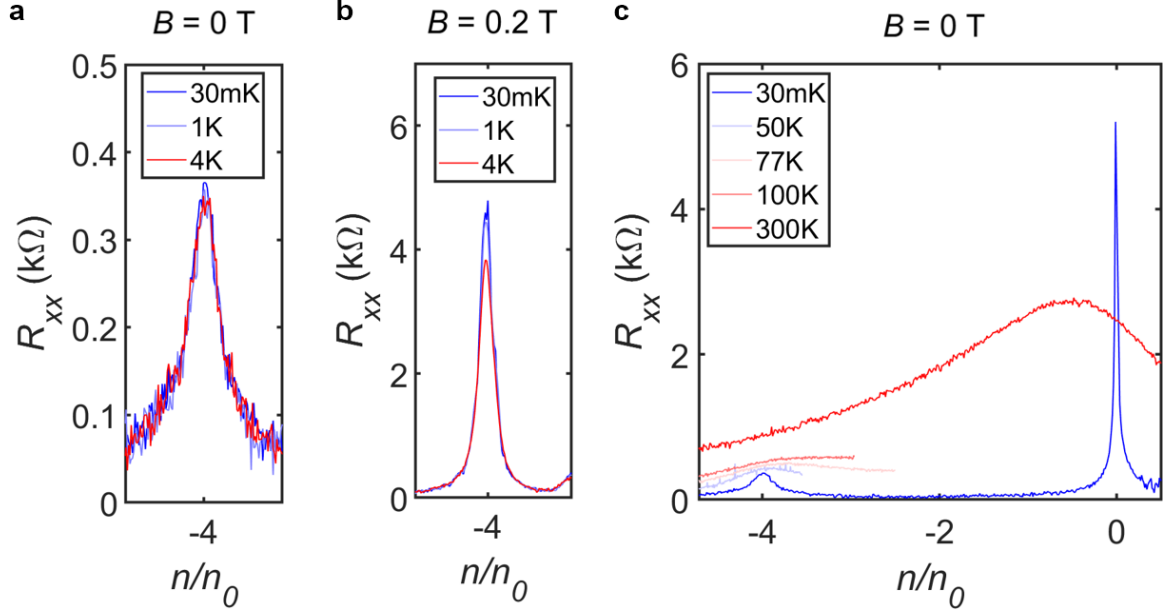 a
B = 0 T
0.5
0.4
0.3
0.2
0.1
0
R_xx (kΩ)
30mK
1K
4K
-4
n/n_0
b
B = 0.2 T
6
4
2
0
R_xx (kΩ)
30mK
1K
4K
-4
n/n_0
c
B = 0 T
6
4
2
0
R_xx (kΩ)
30mK
50K
77K
100K
300K
-4 -2 0
n/n_0